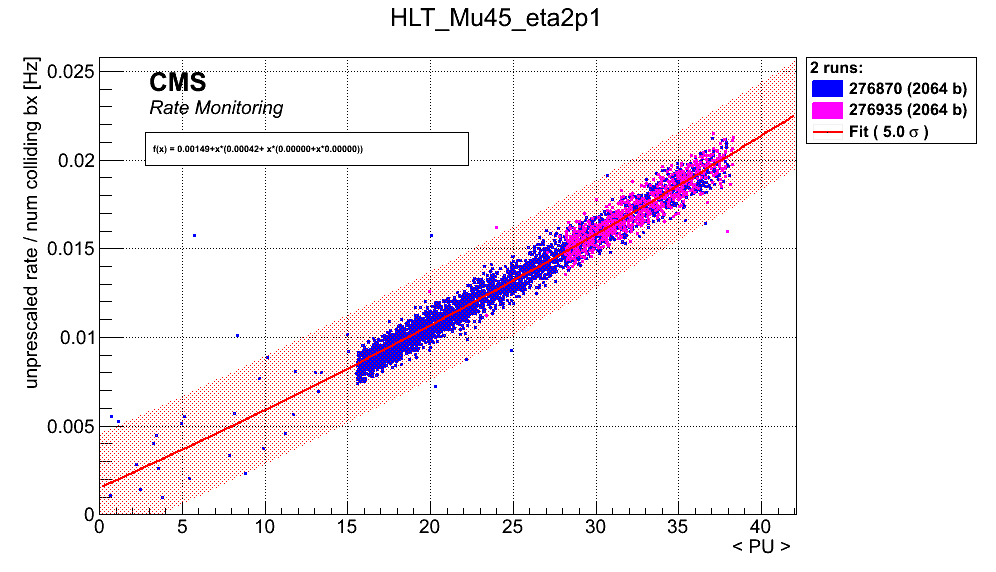 HLT_Mu45_eta2p1
unprescaled rate / num colliding bx [Hz]
0.025
0.02
0.015
0.01
0.005
0
CMS
Rate Monitoring
f(x) = 0.00149+x*(0.00042+ x*(0.00000+x*0.00000))
2 runs:
276870 (2064 b)
276935 (2064 b)
Fit ( 5.0 σ )
0 5 10 15 20 25 30 35 40
< PU >